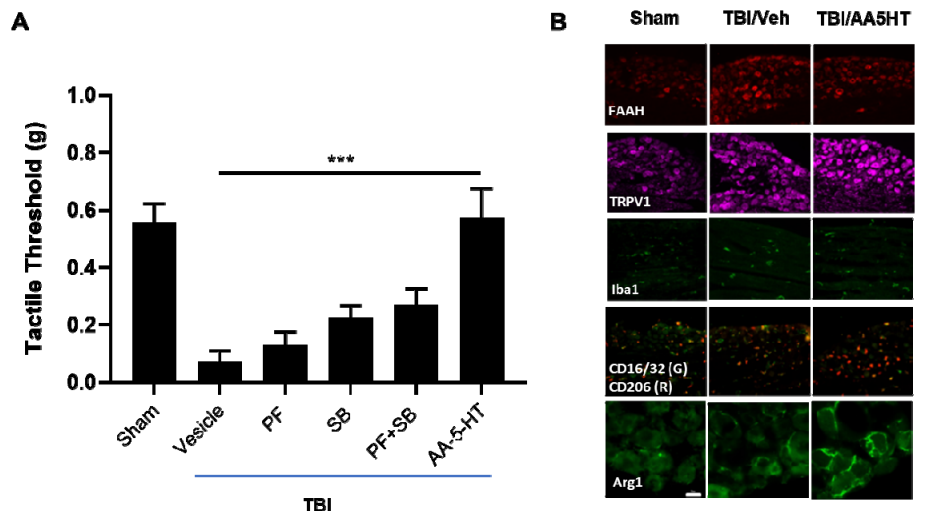 A
Tactile Threshold (g)
1.0
0.8
0.6
0.4
0.2
0.0
***
Sham
Vesicle
PF
SB
PF+SB
AA-5-HT
TBI
B
Sham TBI/Veh TBI/AA5HT
FAAH
TRPV1
Iba1
CD16/32 (G)
CD206 (R)
Arg1